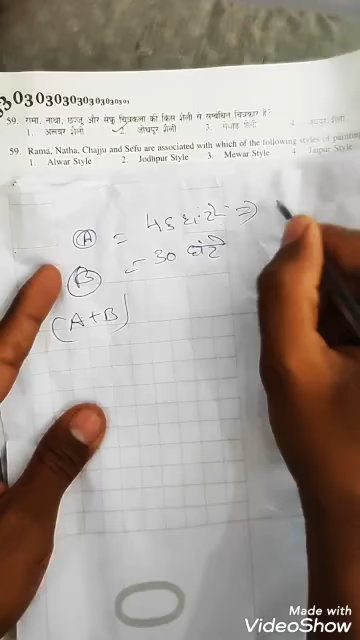 303030303030303030303
59. रामा, नाथा, छज्जू और सेफू चित्रकला की किस शैली से सम्बन्धित चित्रकार है?
1. अलवर शैली 2. जोधपुर शैली 3. मेवाड़ शैली 4.
59. Rama, Natha, Chajju and Sefu are associated with which of the following styles of painting
1 Alwar Style 2. Jodhpur Style 3 Mewar Style 4 Jaipur Style
A = 45 घंटे ⇒
B = 30 घंटे
(A+B)
Made with
VideoShow